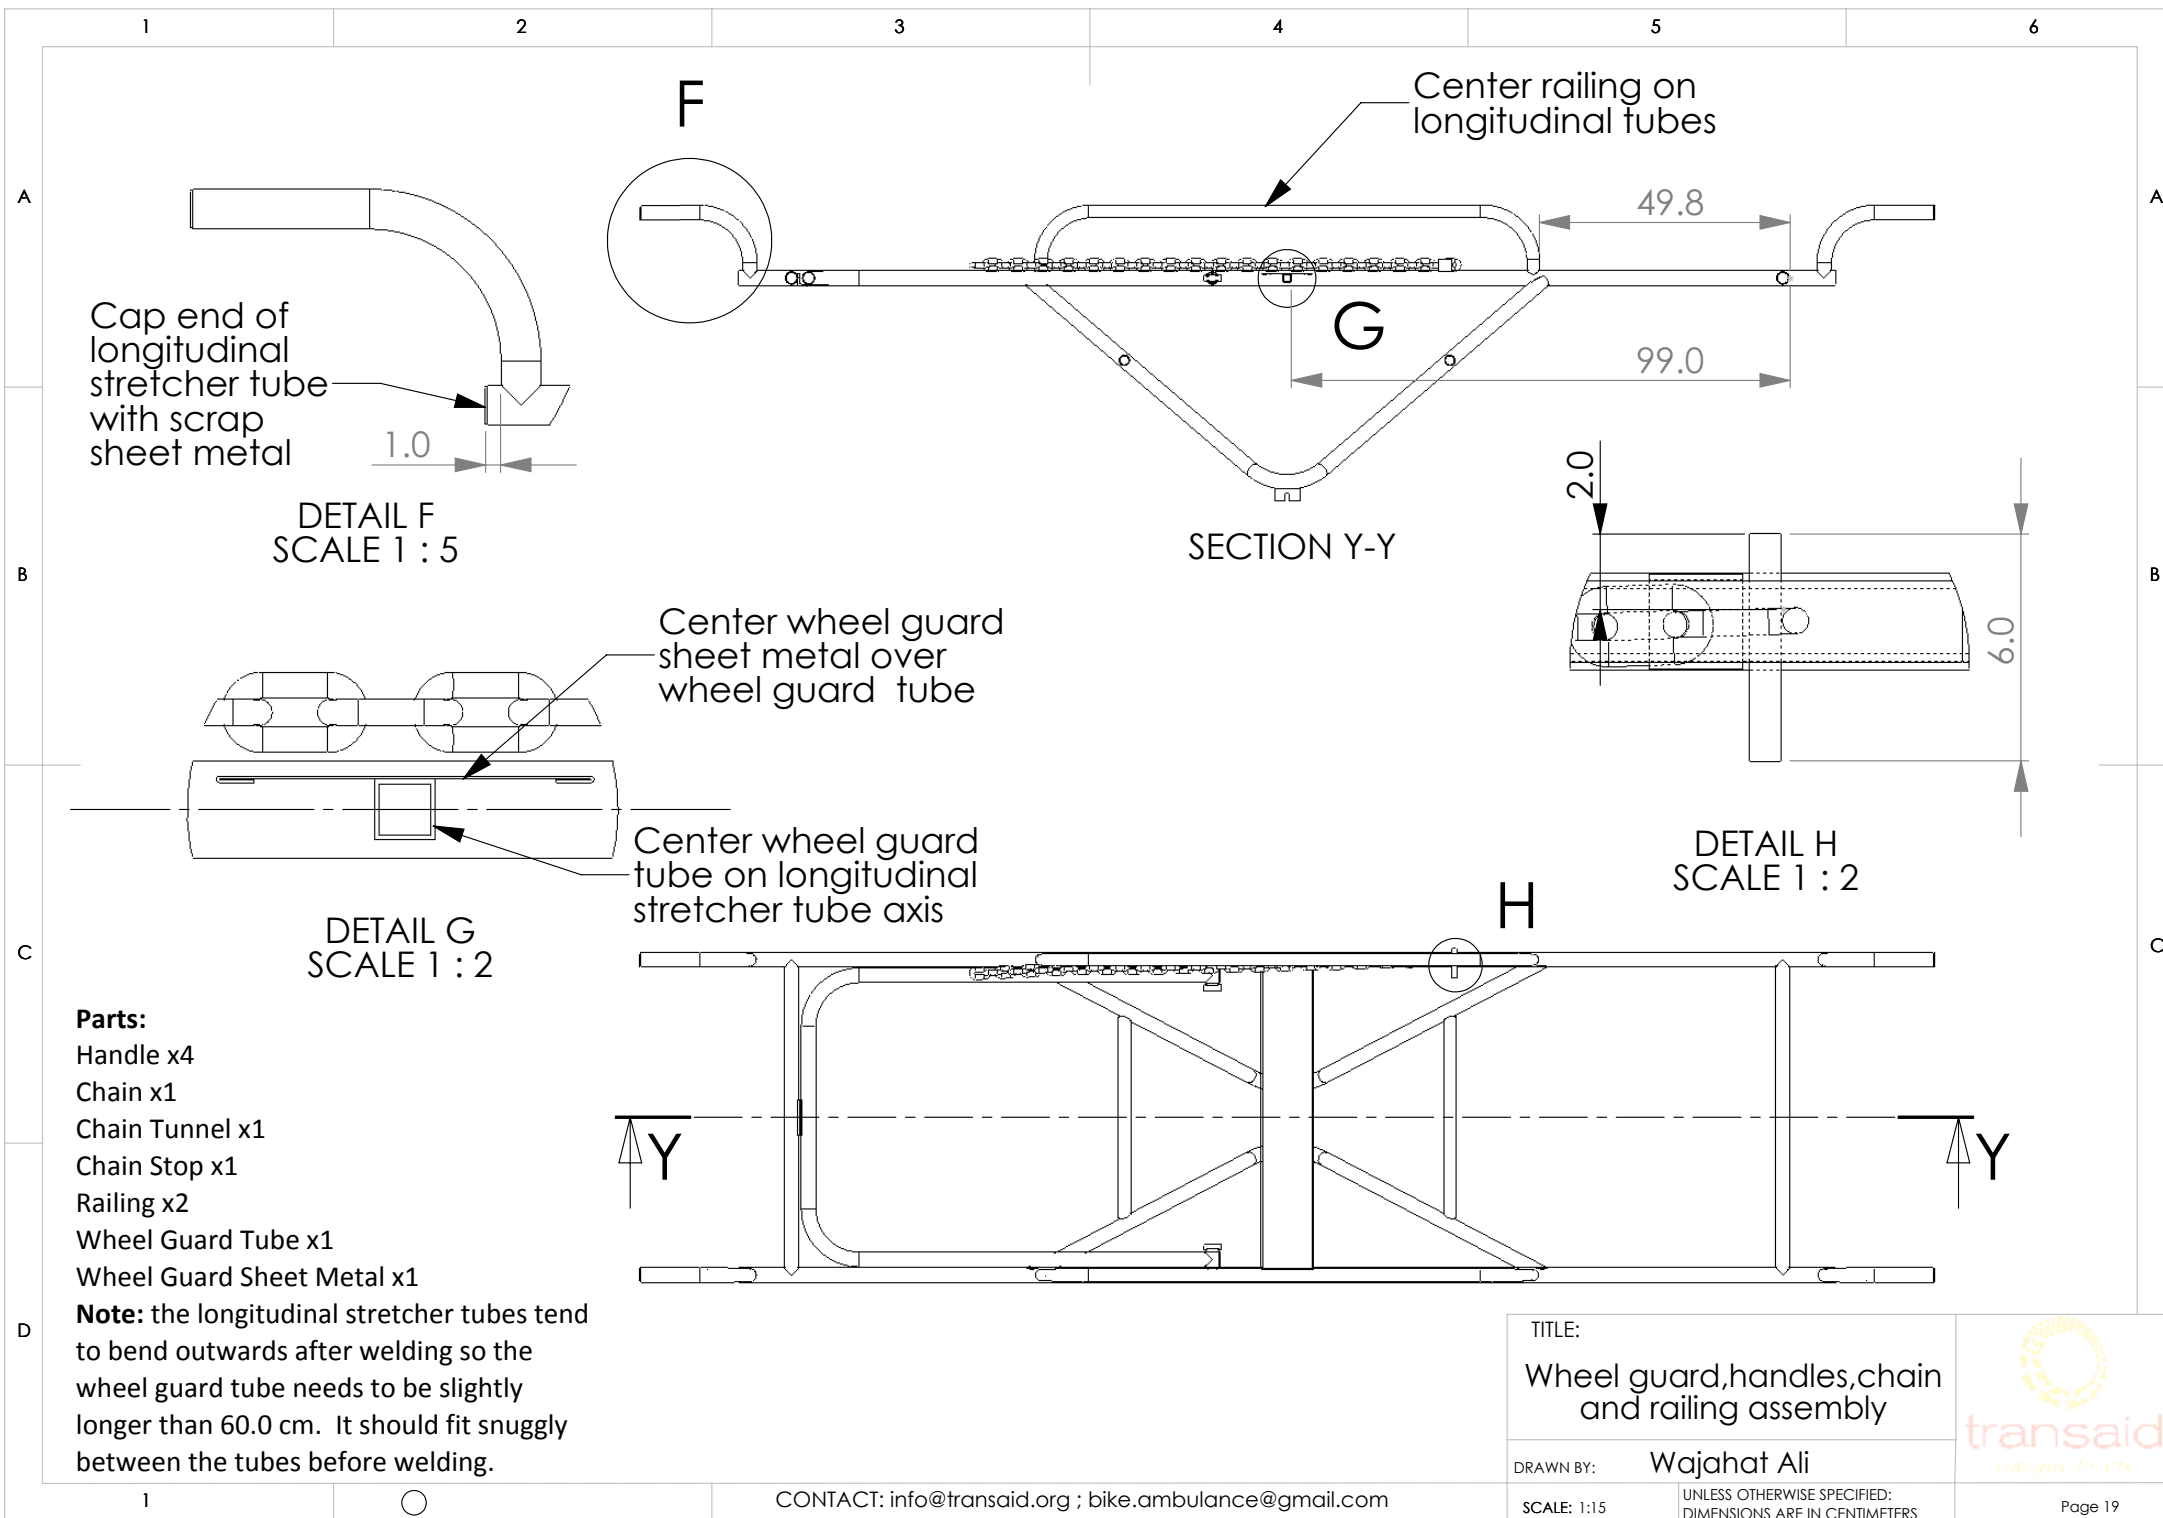 1 2 3 4 5 6
F
Center railing on
longitudinal tubes
A A
49.8
Cap end of
longitudinal
stretcher tube
with scrap
sheet metal
G
99.0
1.0
2.0
DETAIL F
SCALE 1 : 5
SECTION Y-Y
B B
6.0
Center wheel guard
sheet metal over
wheel guard tube
Center wheel guard
tube on longitudinal
stretcher tube axis
DETAIL H
SCALE 1 : 2
H
DETAIL G
SCALE 1 : 2
C C
Parts:
Handle x4
Chain x1
Chain Tunnel x1
Chain Stop x1
Railing x2
Wheel Guard Tube x1
Wheel Guard Sheet Metal x1
Note: the longitudinal stretcher tubes tend
to bend outwards after welding so the
wheel guard tube needs to be slightly
longer than 60.0 cm. It should fit snuggly
between the tubes before welding.
Y Y
D
TITLE:
Wheel guard,handles,chain
and railing assembly
transaid
DRAWN BY: Wajahat Ali
1
CONTACT: info@transaid.org ; bike.ambulance@gmail.com
SCALE: 1:15
UNLESS OTHERWISE SPECIFIED:
DIMENSIONS ARE IN CENTIMETERS
Page 19